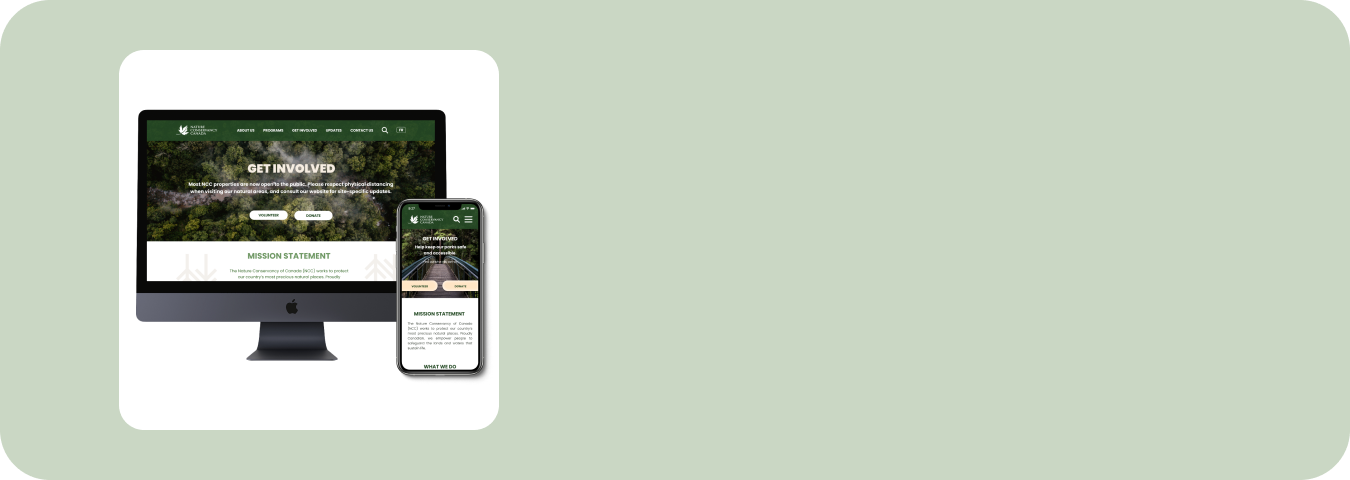 NATURE
CONSERVANCY
CANADA
ABOUT US PROGRAMS GET INVOLVED UPDATES CONTACT US FR
GET INVOLVED
Most NCC properties are now open to the public. Please respect physical distancing
when visiting our natural areas, and consult our website for site-specific updates.
VOLUNTEER DONATE
MISSION STATEMENT
The Nature Conservancy of Canada (NCC) works to protect
our country's most precious natural places. Proudly
9:27
NATURE
CONSERVANCY
CANADA
GET INVOLVED
Help keep our parks safe
and accessible
VOLUNTEER DONATE
MISSION STATEMENT
The Nature Conservancy of Canada
(NCC) works to protect our country's
most precious natural places. Proudly
Canadian, we empower people to
safeguard the lands and waters that
sustain life.
WHAT WE DO